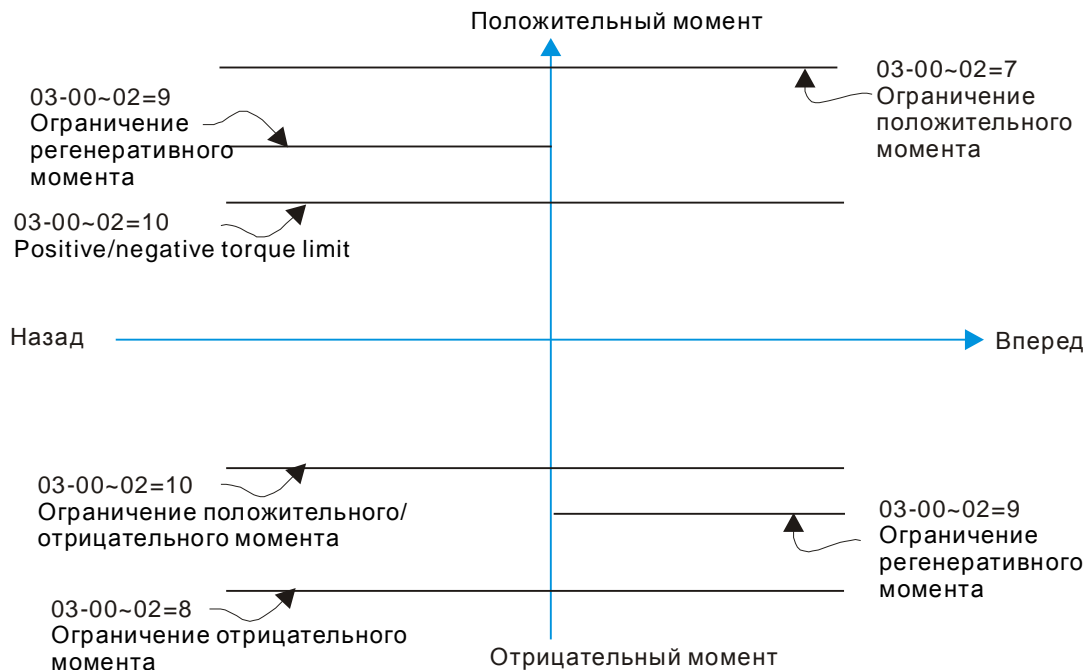 Положительный момент
03-00~02=7
Ограничение
положительного
момента
03-00~02=9
Ограничение
регенеративного
момента
03-00~02=10
Positive/negative torque limit
Назад
Вперед
03-00~02=10
Ограничение положительного/
отрицательного момента
03-00~02=9
Ограничение
регенеративного
момента
03-00~02=8
Ограничение отрицательного
момента
Отрицательный момент